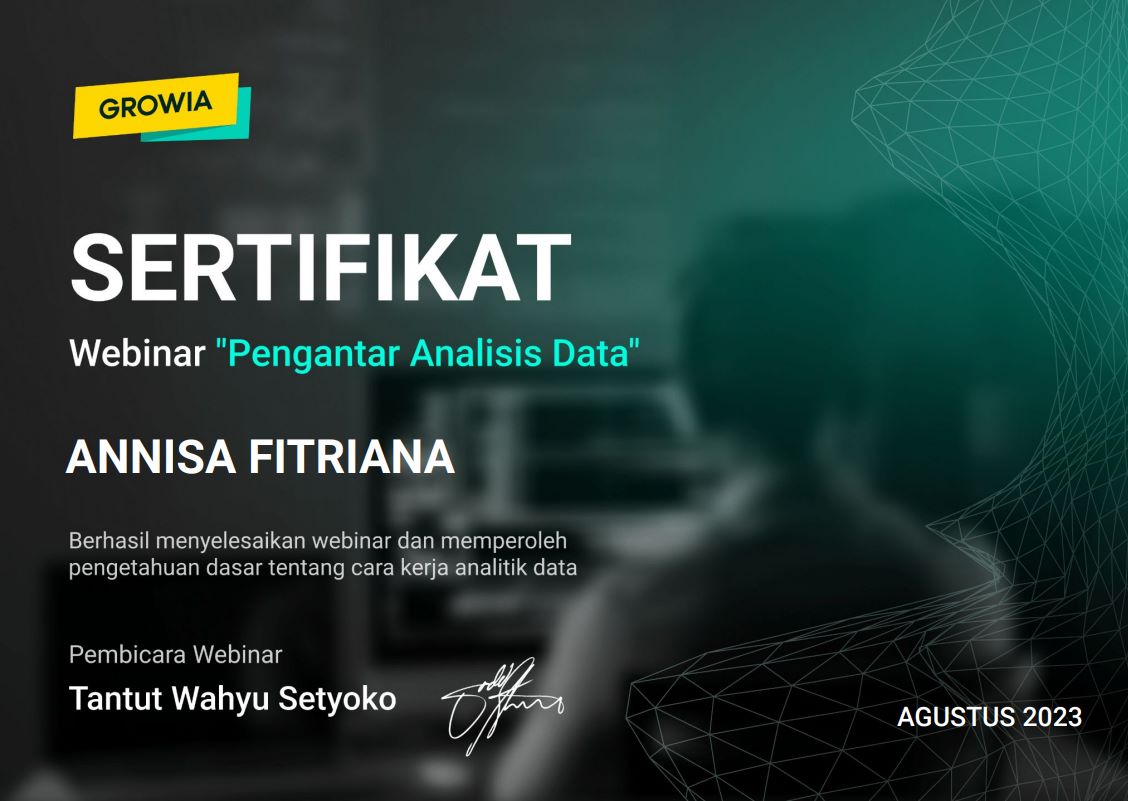 GROWIA
SERTIFIKAT
Webinar "Pengantar Analisis Data"
ANNISA FITRIANA
Berhasil menyelesaikan webinar dan memperoleh
pengetahuan dasar tentang cara kerja analitik data
Pembicara Webinar
Tantut Wahyu Setyoko
AGUSTUS 2023